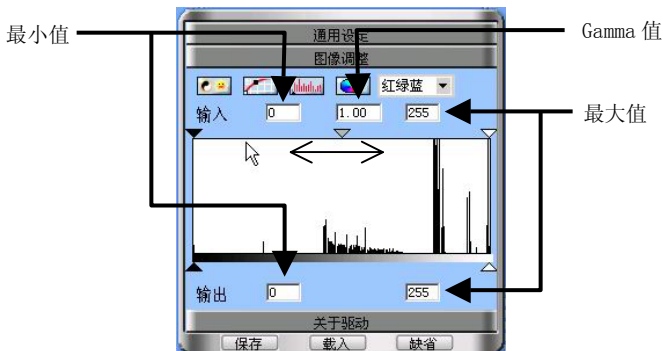 通用设定
最小值
Gamma 值
图像调整
红绿蓝
输入 0 1.00 255
最大值
输出 0 255
关于驱动
保存 载入 缺省